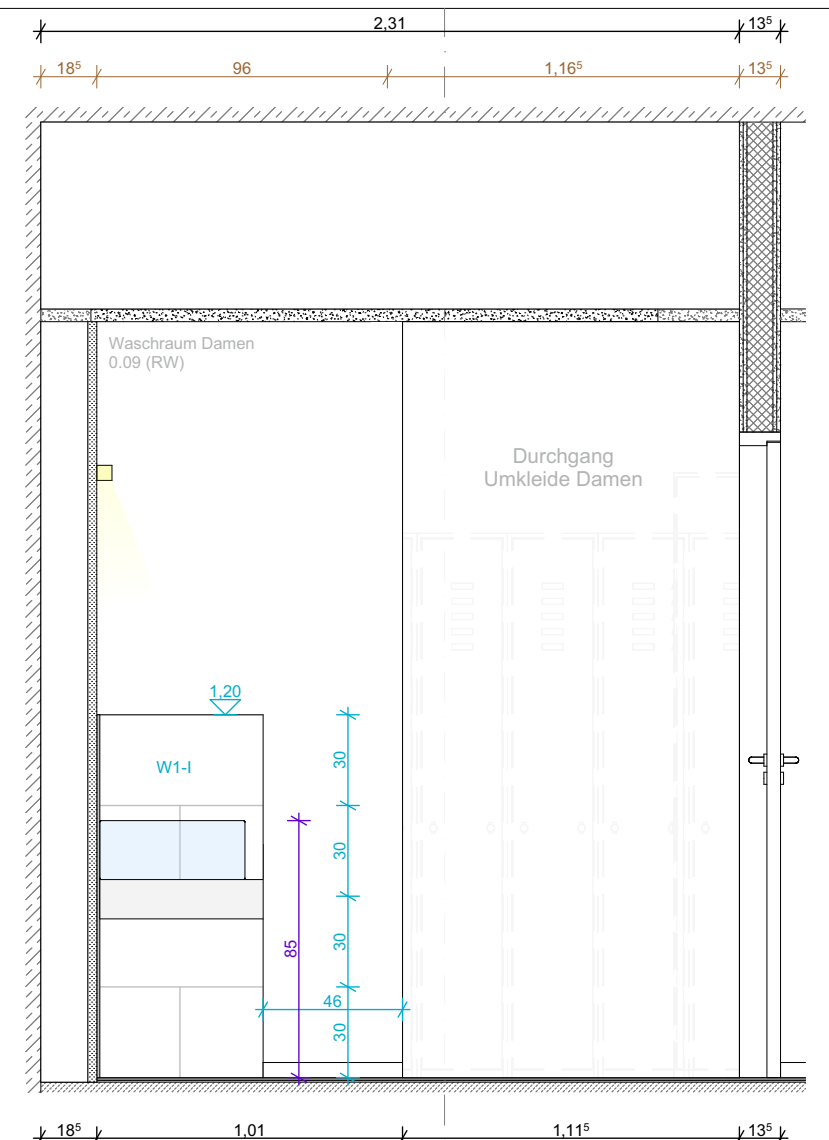 2,31 13⁵
18⁵ 96 1,16⁵ 13⁵
Waschraum Damen
0.09 (RW)
Durchgang
Umkleide Damen
1,20
W1-I
30
30
85
30
46
30
18⁵ 1,01 1,11⁵ 13⁵